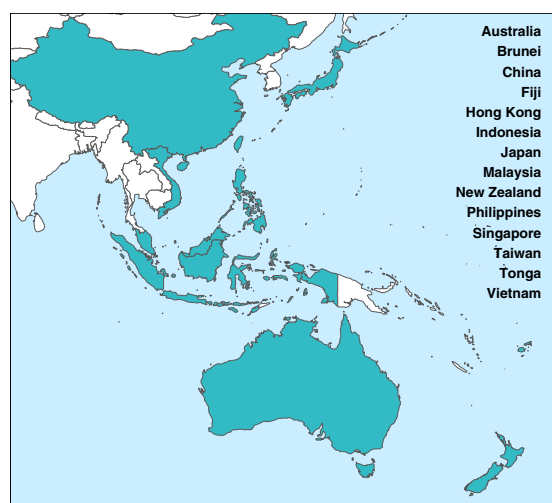 Australia
Brunei
China
Fiji
Hong Kong
Indonesia
Japan
Malaysia
New Zealand
Philippines
Singapore
Taiwan
Tonga
Vietnam